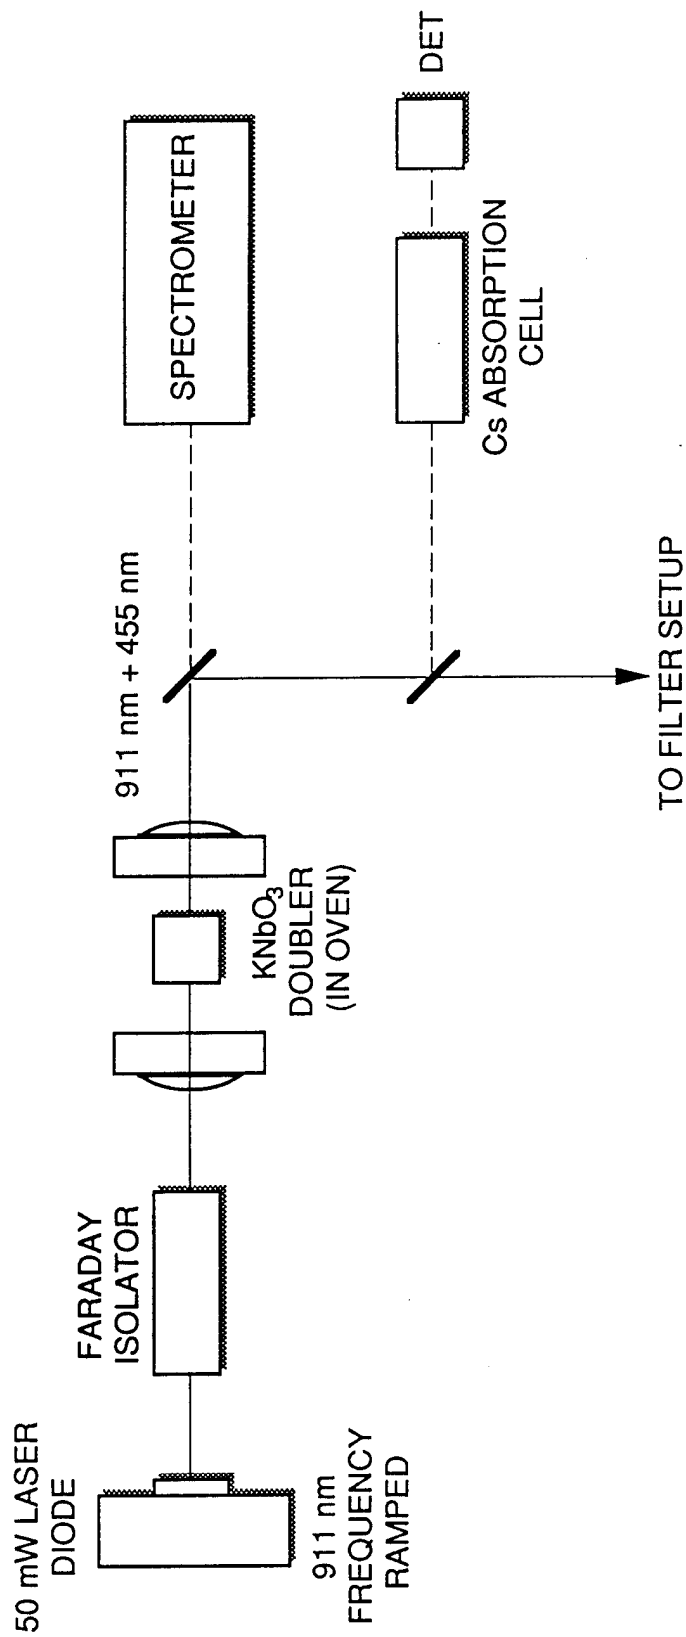 50 mW LASER
DIODE
911 nm
FREQUENCY
RAMPED
FARADAY
ISOLATOR
KNbO₃
DOUBLER
(IN OVEN)
911 nm + 455 nm
SPECTROMETER
Cs ABSORPTION
CELL
DET
TO FILTER SETUP